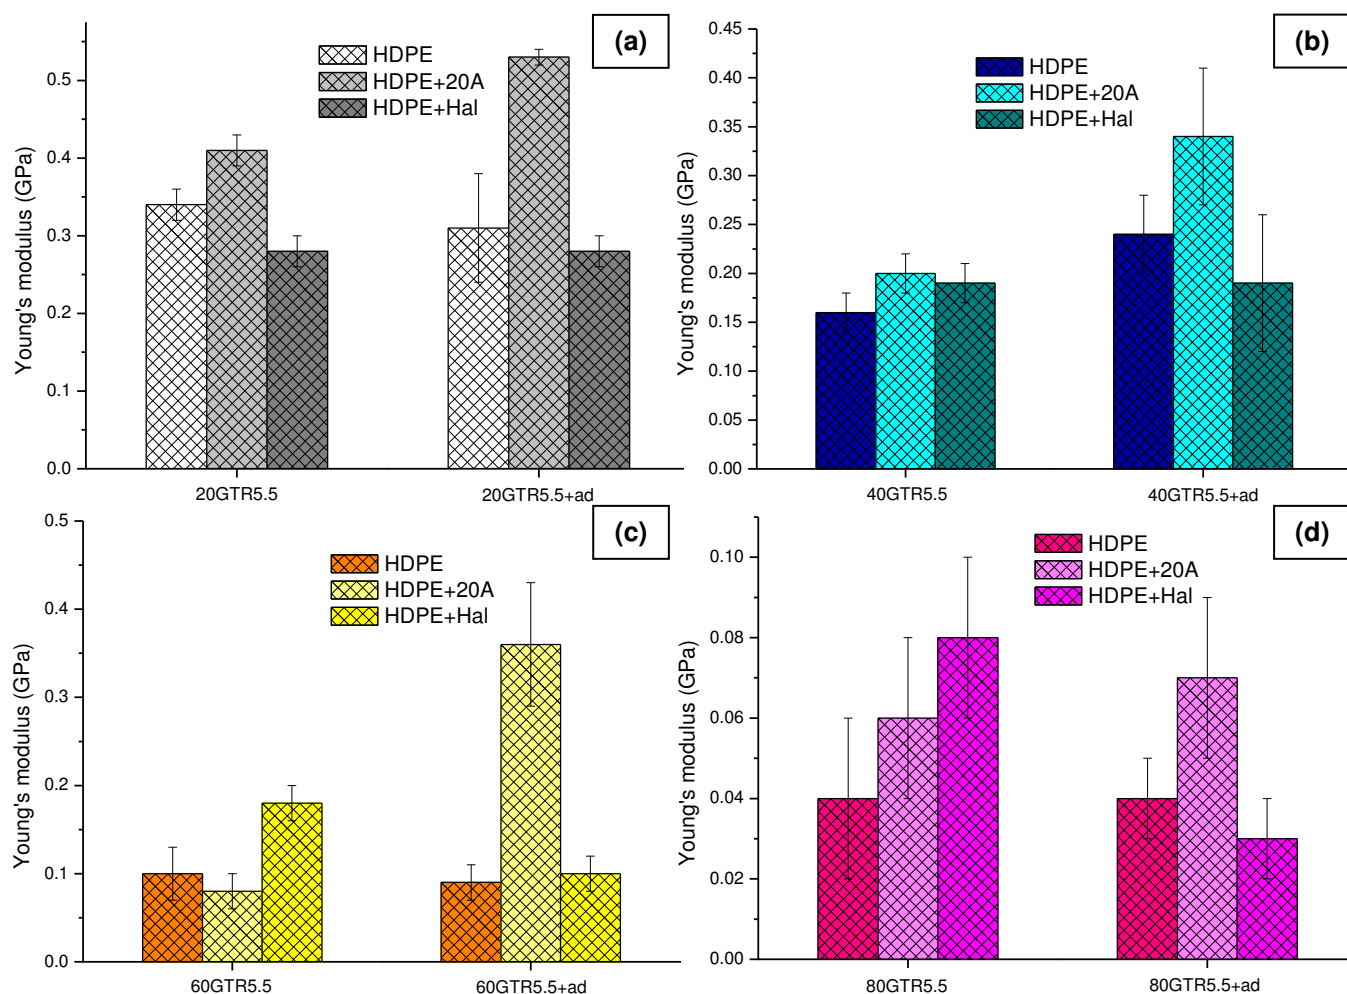 (a)
HDPE
HDPE+20A
HDPE+Hal
Young's modulus (GPa)
0.5
0.4
0.3
0.2
0.1
0.0
20GTR5.5
20GTR5.5+ad
(b)
HDPE
HDPE+20A
HDPE+Hal
Young's modulus (GPa)
0.45
0.40
0.35
0.30
0.25
0.20
0.15
0.10
0.05
0.00
40GTR5.5
40GTR5.5+ad
(c)
HDPE
HDPE+20A
HDPE+Hal
Young's modulus (GPa)
0.5
0.4
0.3
0.2
0.1
0.0
60GTR5.5
60GTR5.5+ad
(d)
HDPE
HDPE+20A
HDPE+Hal
Young's modulus (GPa)
0.10
0.08
0.06
0.04
0.02
0.00
80GTR5.5
80GTR5.5+ad